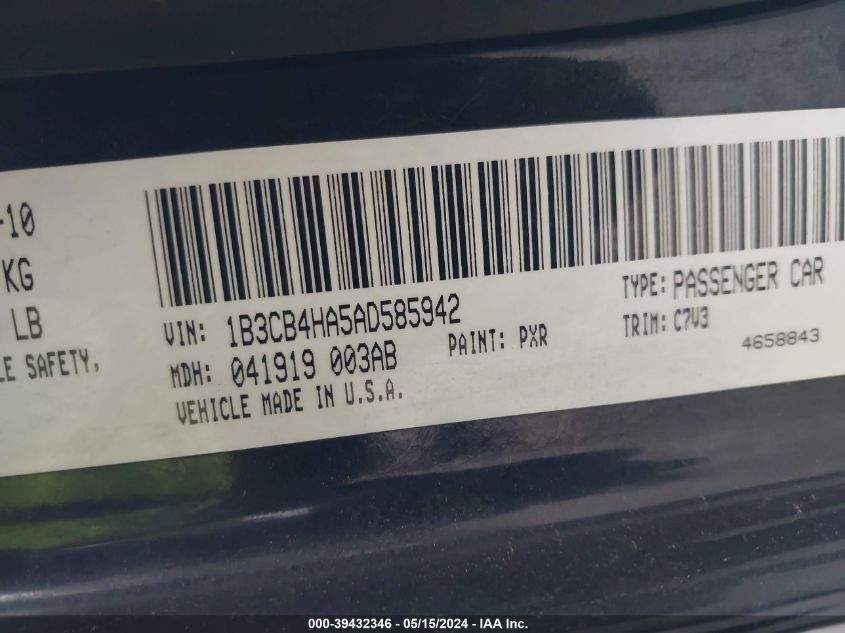 -10
KG
LB
LE SAFETY,
VIN: 1B3CB4HA5AD585942
TYPE: PASSENGER CAR
MDH: 041919 003AB
PAINT: PXR
TRIM: C7V3
VEHICLE MADE IN U.S.A.
4658843
000-39432346 - 05/15/2024 - IAA Inc.